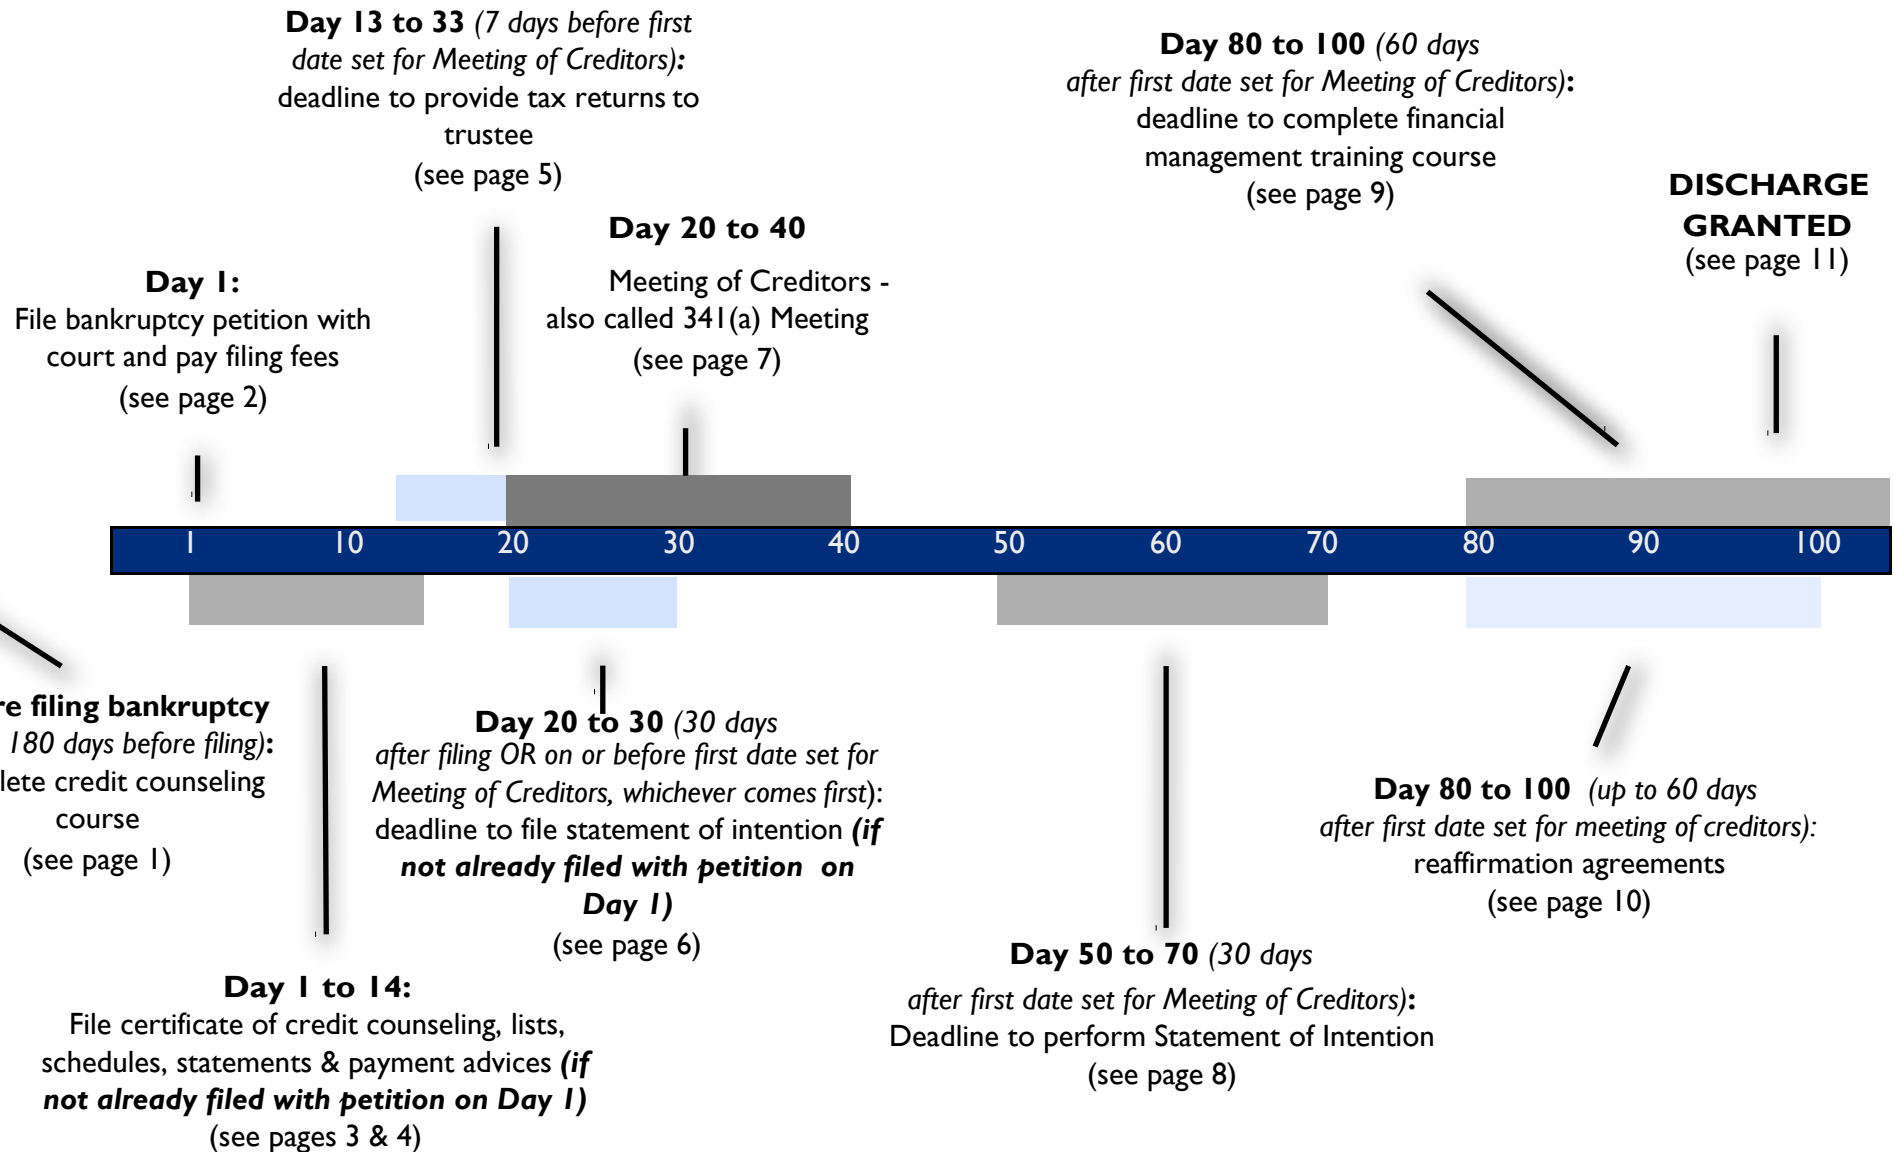 Day 13 to 33 (7 days before first
date set for Meeting of Creditors):
deadline to provide tax returns to
trustee
(see page 5)
Day 80 to 100 (60 days
after first date set for Meeting of Creditors):
deadline to complete financial
management training course
(see page 9)
DISCHARGE
GRANTED
(see page 11)
Day 20 to 40
Meeting of Creditors -
also called 341(a) Meeting
(see page 7)
Day 1:
File bankruptcy petition with
court and pay filing fees
(see page 2)
1 10 20 30 40 50 60 70 80 90 100
re filing bankruptcy
180 days before filing):
lete credit counseling
course
(see page 1)
Day 20 to 30 (30 days
after filing OR on or before first date set for
Meeting of Creditors, whichever comes first):
deadline to file statement of intention (if
not already filed with petition on
Day 1)
(see page 6)
Day 80 to 100 (up to 60 days
after first date set for meeting of creditors):
reaffirmation agreements
(see page 10)
Day 50 to 70 (30 days
after first date set for Meeting of Creditors):
Deadline to perform Statement of Intention
(see page 8)
Day 1 to 14:
File certificate of credit counseling, lists,
schedules, statements & payment advices (if
not already filed with petition on Day 1)
(see pages 3 & 4)